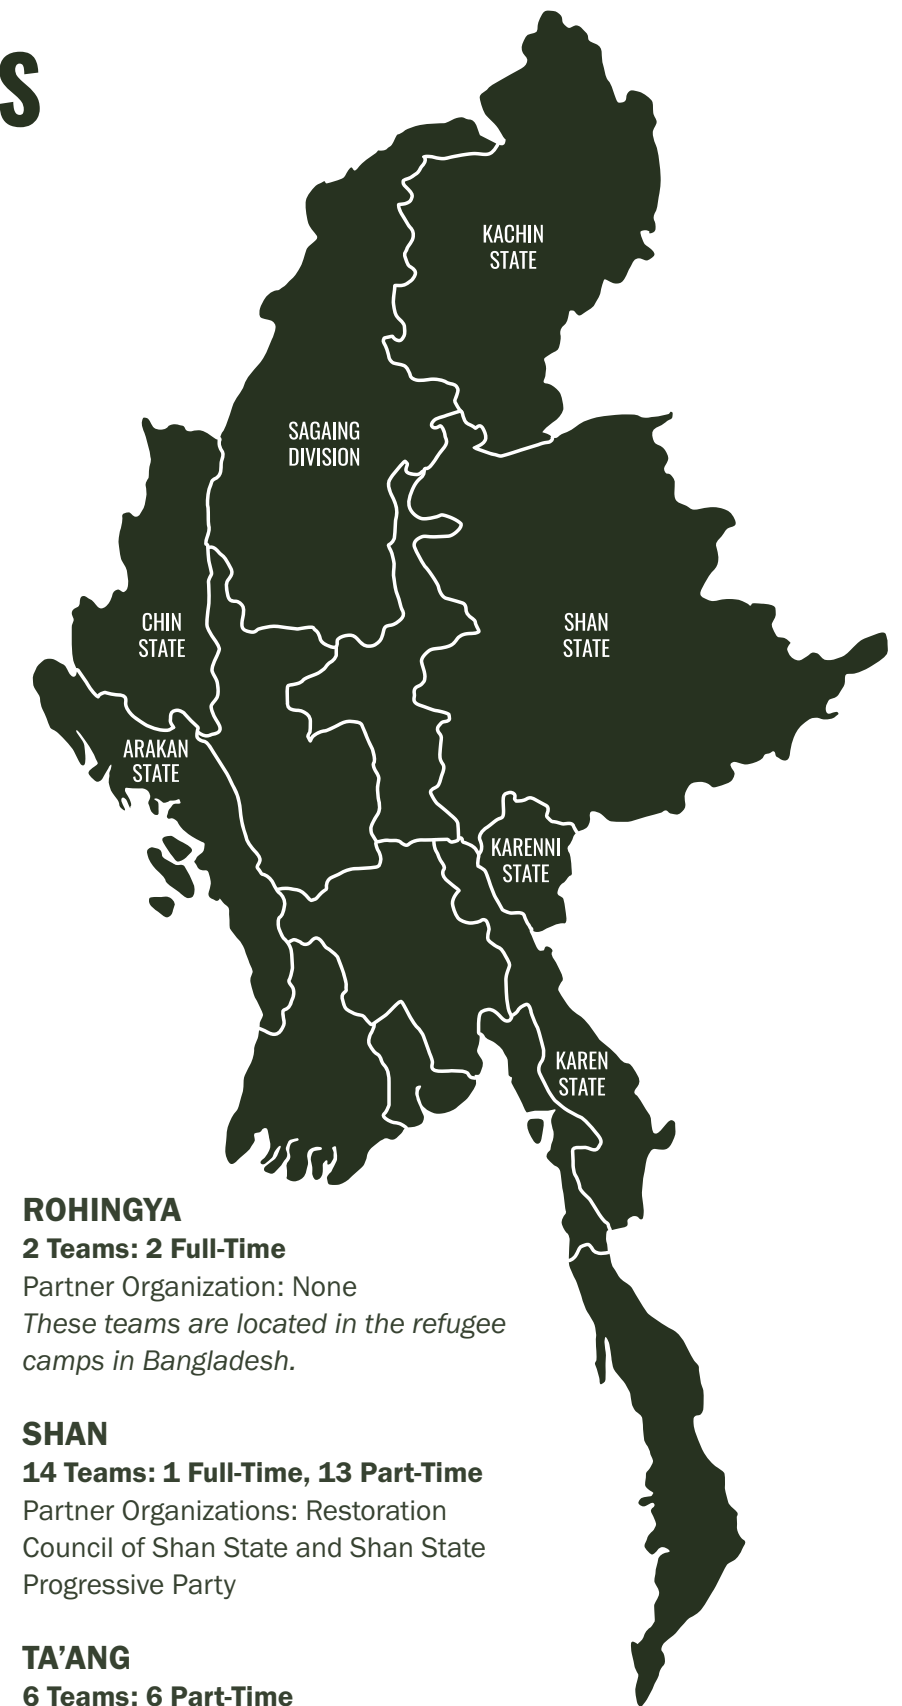 S
KACHIN
STATE
SAGAING
DIVISION
CHIN
STATE
SHAN
STATE
ARAKAN
STATE
KARENNI
STATE
KAREN
STATE
ROHINGYA
2 Teams: 2 Full-Time
Partner Organization: None
These teams are located in the refugee
camps in Bangladesh.
SHAN
14 Teams: 1 Full-Time, 13 Part-Time
Partner Organizations: Restoration
Council of Shan State and Shan State
Progressive Party
TA’ANG
6 Teams: 6 Part-Time